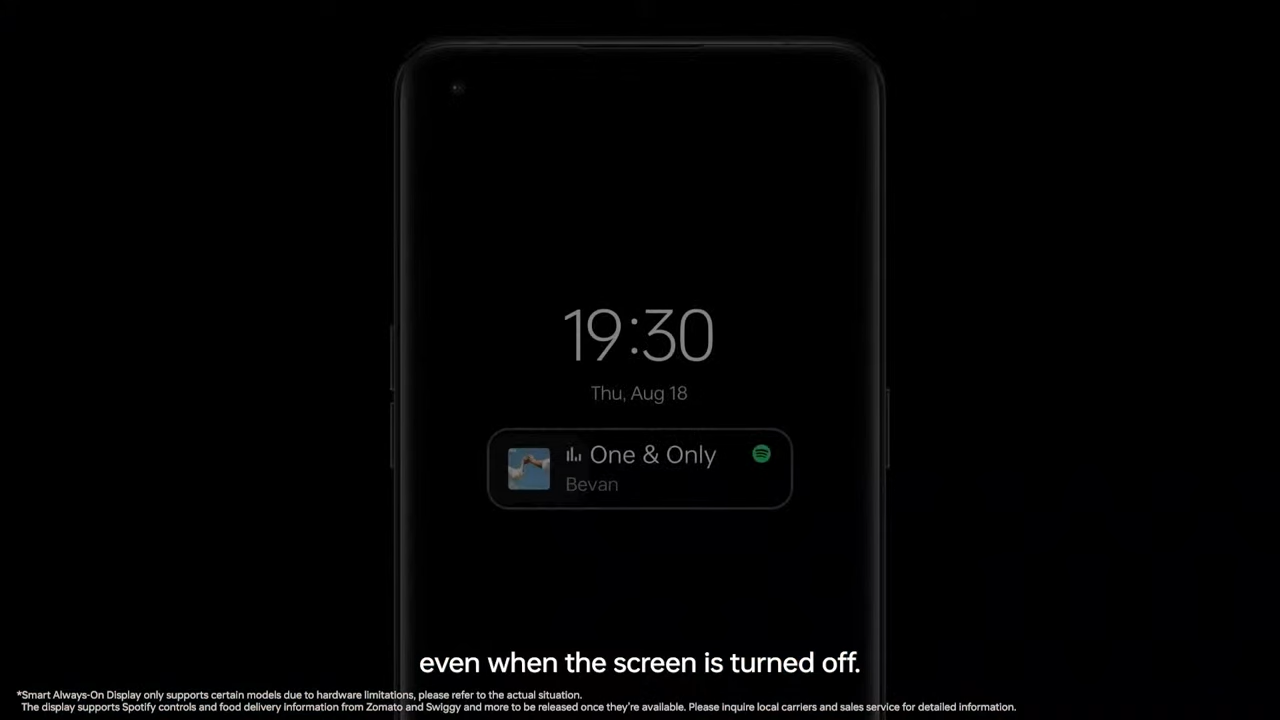 19:30
Thu, Aug 18
One & Only
Bevan
even when the screen is turned off.
*Smart Always-On Display only supports certain models due to hardware limitations, please refer to the actual situation.
The display supports Spotify controls and food delivery information from Zomato and Swiggy and more to be released once they're available. Please inquire local carriers and sales service for detailed information.